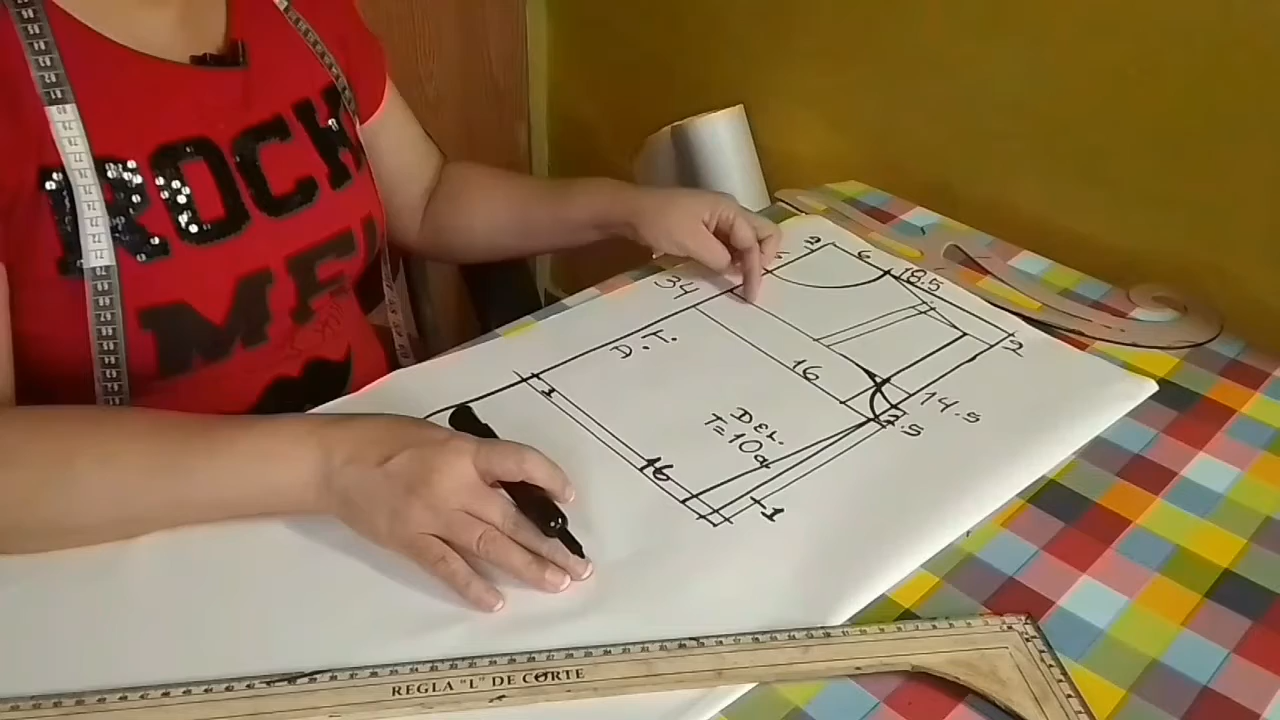 ROCK
ME
2
6
18.5
34
2
A. T.
16
14.5
1
DEL.
T=10a
2.5
16
-1
REGLA "L" DE CORTE